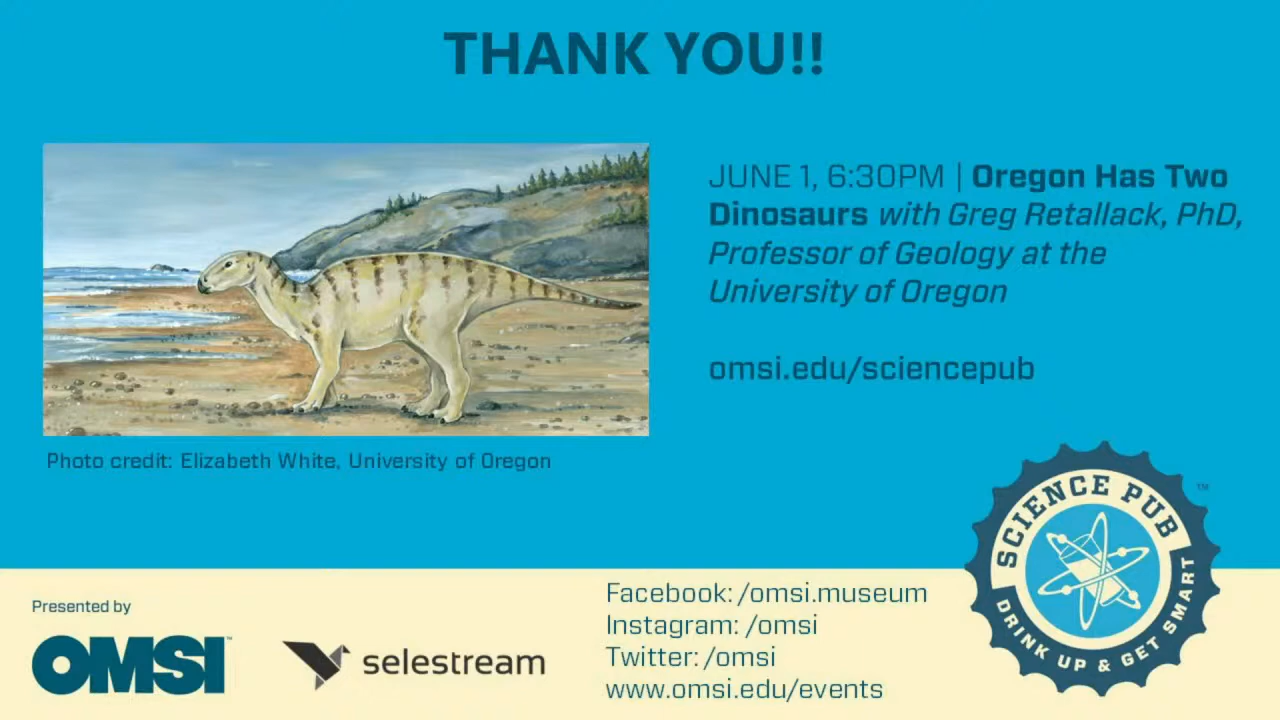 THANK YOU!!
JUNE 1, 6:30PM | Oregon Has Two
Dinosaurs with Greg Retallack, PhD,
Professor of Geology at the
University of Oregon
omsi.edu/sciencepub
Photo credit: Elizabeth White, University of Oregon
SCIENCE PUB ™
DRINK UP & GET SMART
Presented by
OMSI™
selestream
Facebook: /omsi.museum
Instagram: /omsi
Twitter: /omsi
www.omsi.edu/events